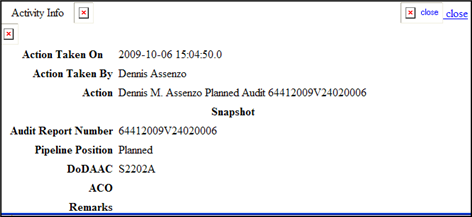 Activity Info
close close
Action Taken On 2009-10-06 15:04:50.0
Action Taken By Dennis Assenzo
Action Dennis M. Assenzo Planned Audit 64412009V24020006
Snapshot
Audit Report Number 64412009V24020006
Pipeline Position Planned
DoDAAC S2202A
ACO
Remarks